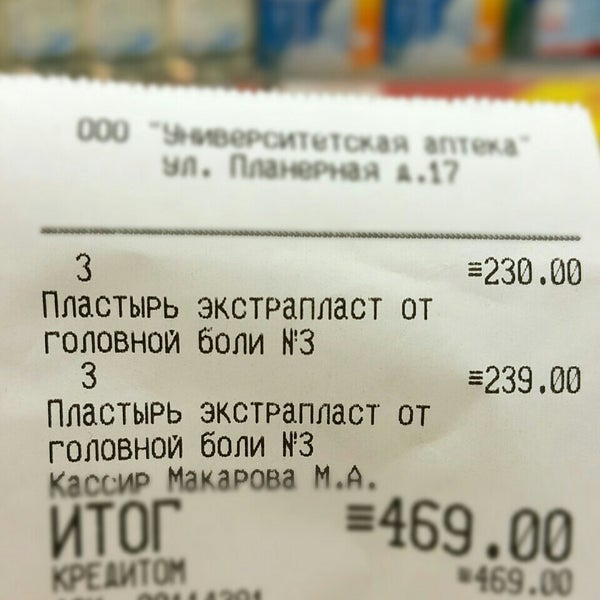 ООО "Университетская аптека"
ул. Планерная д.17
3 ≡230.00
Пластырь экстрапласт от
головной боли №3
3 ≡239.00
Пластырь экстрапласт от
головной боли №3
Кассир Макарова М.А.
ИТОГ ≡469.00
КРЕДИТОМ ≡469.00